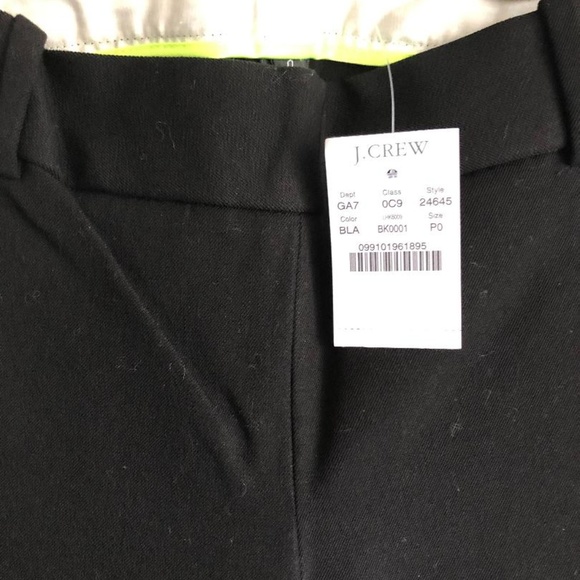 J.CREW
Dept Class Style
GA7 0C9 24645
Color Size
BLA BK0001 P0
099101961895